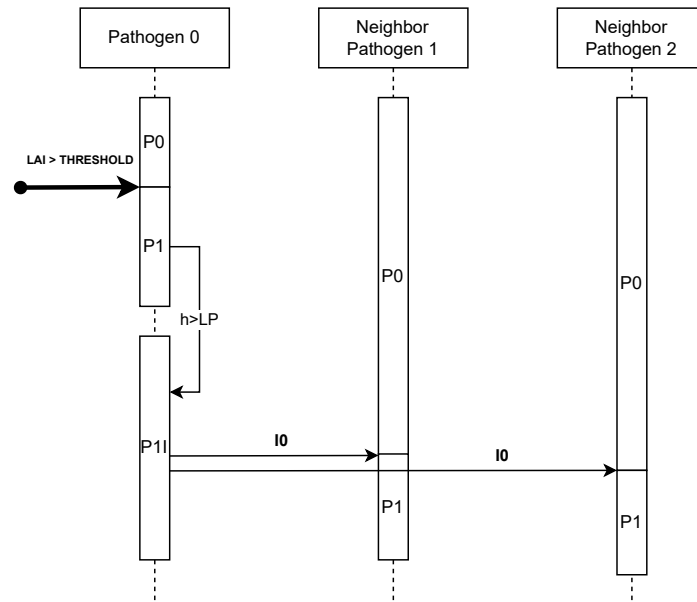 Pathogen 0
Neighbor
Pathogen 1
Neighbor
Pathogen 2
P0
LAI > THRESHOLD
P1
P0
P0
h>LP
P1I
I0
I0
P1
P1